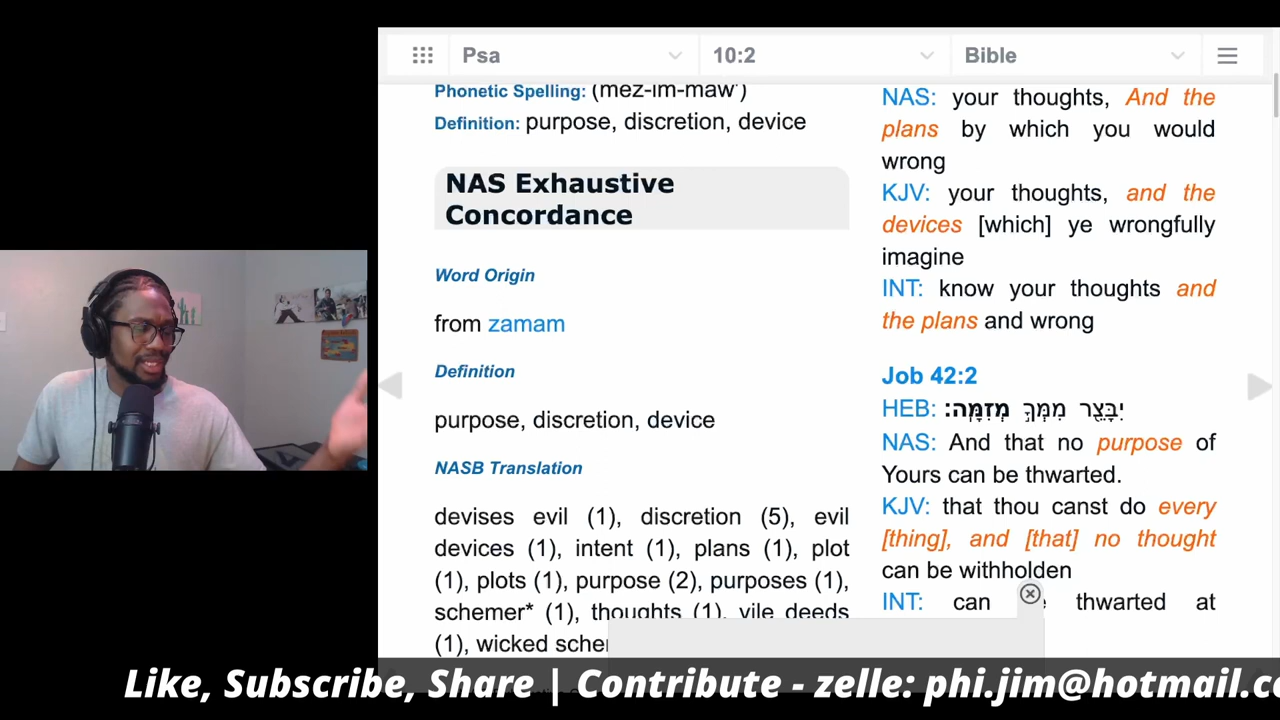 Psa 10:2 Bible
Phonetic Spelling: (mez-im-maw')
Definition: purpose, discretion, device
NAS Exhaustive
Concordance
Word Origin
from zamam
Definition
purpose, discretion, device
NASB Translation
devises evil (1), discretion (5), evil
devices (1), intent (1), plans (1), plot
(1), plots (1), purpose (2), purposes (1),
schemer* (1), thoughts (1), vile deeds
(1), wicked
NAS: your thoughts, And the
plans by which you would
wrong
KJV: your thoughts, and the
devices [which] ye wrongfully
imagine
INT: know your thoughts and
the plans and wrong
Job 42:2
HEB: יִבָּצֵ֖ר מִמְּךָ֣ מְזִמָּֽה׃
NAS: And that no purpose of
Yours can be thwarted.
KJV: that thou canst do every
[thing], and [that] no thought
can be withholden
INT: can thwarted at
Like, Subscribe, Share | Contribute - zelle: phi.jim@hotmail.c